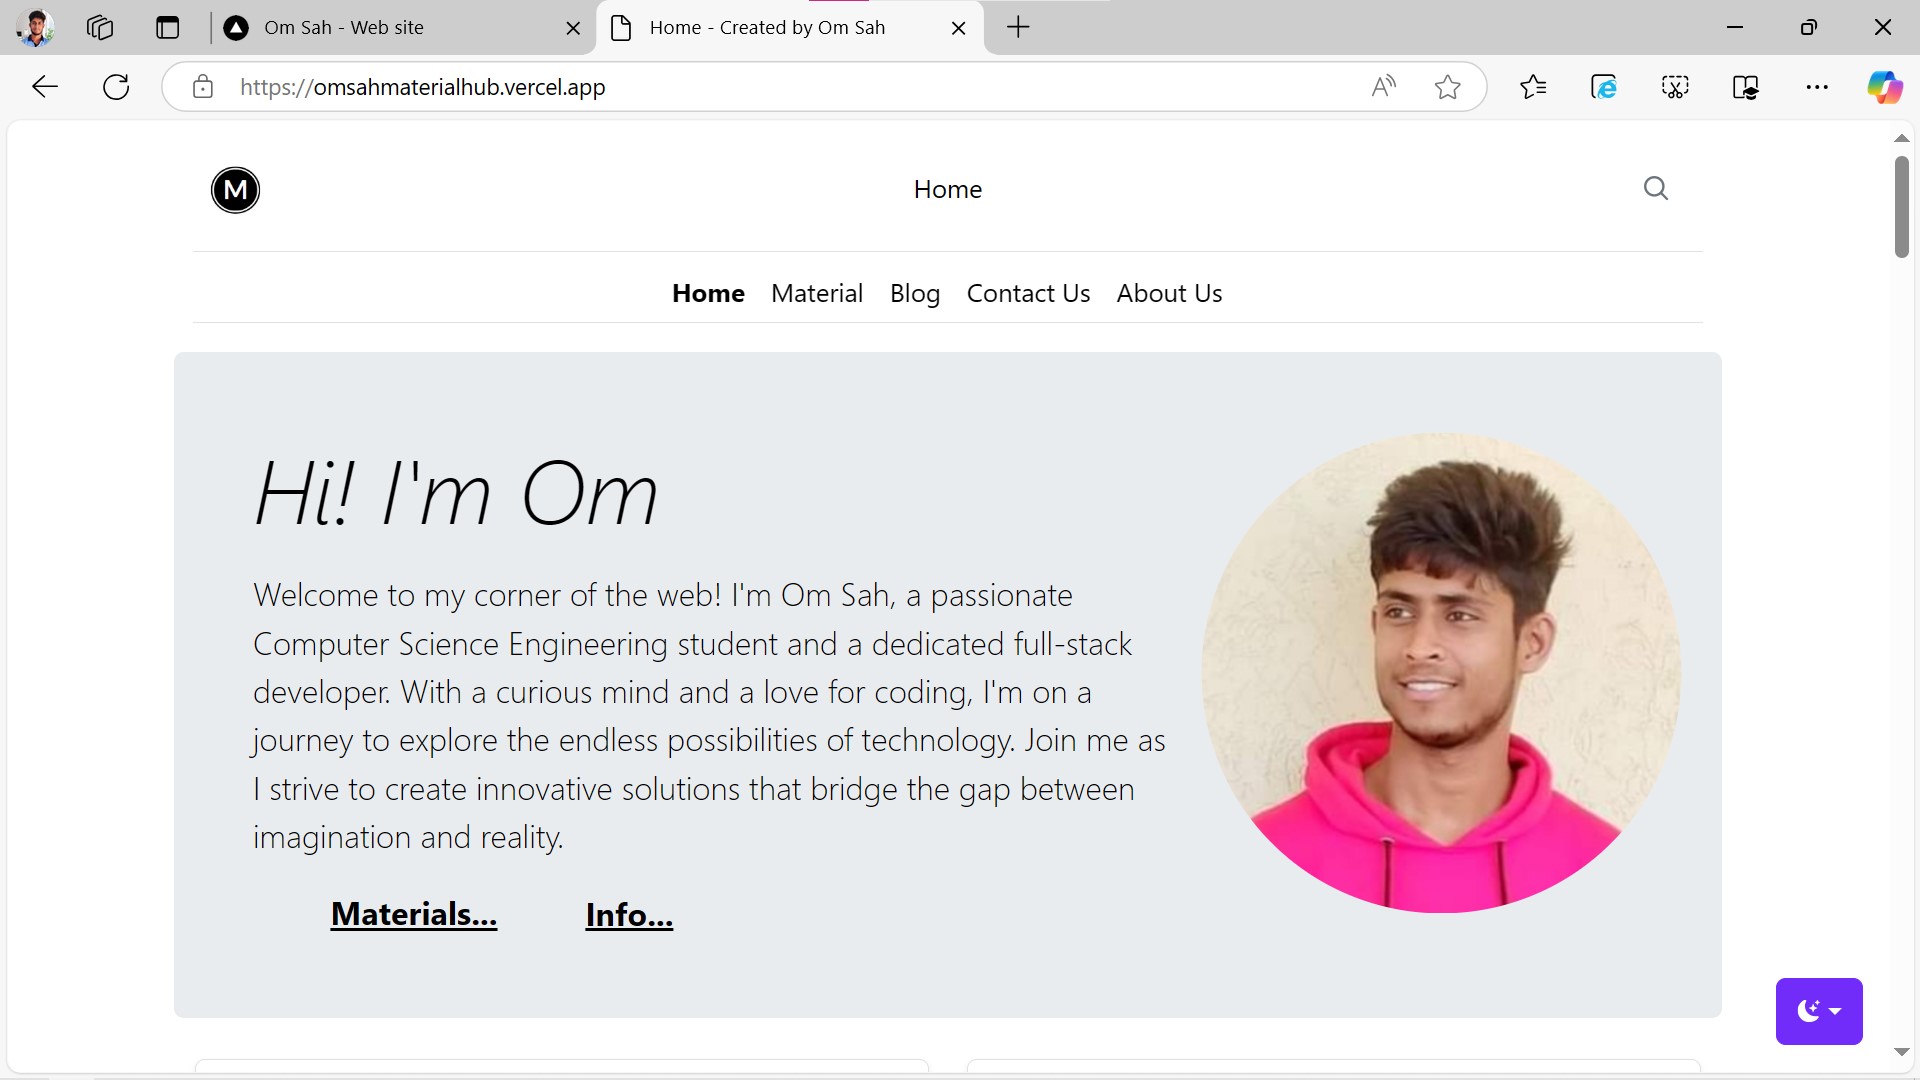 Om Sah - Web site
Home - Created by Om Sah
https://omsahmaterialhub.vercel.app
M
Home
Home Material Blog Contact Us About Us
Hi! I'm Om
Welcome to my corner of the web! I'm Om Sah, a passionate
Computer Science Engineering student and a dedicated full-stack
developer. With a curious mind and a love for coding, I'm on a
journey to explore the endless possibilities of technology. Join me as
I strive to create innovative solutions that bridge the gap between
imagination and reality.
Materials... Info...